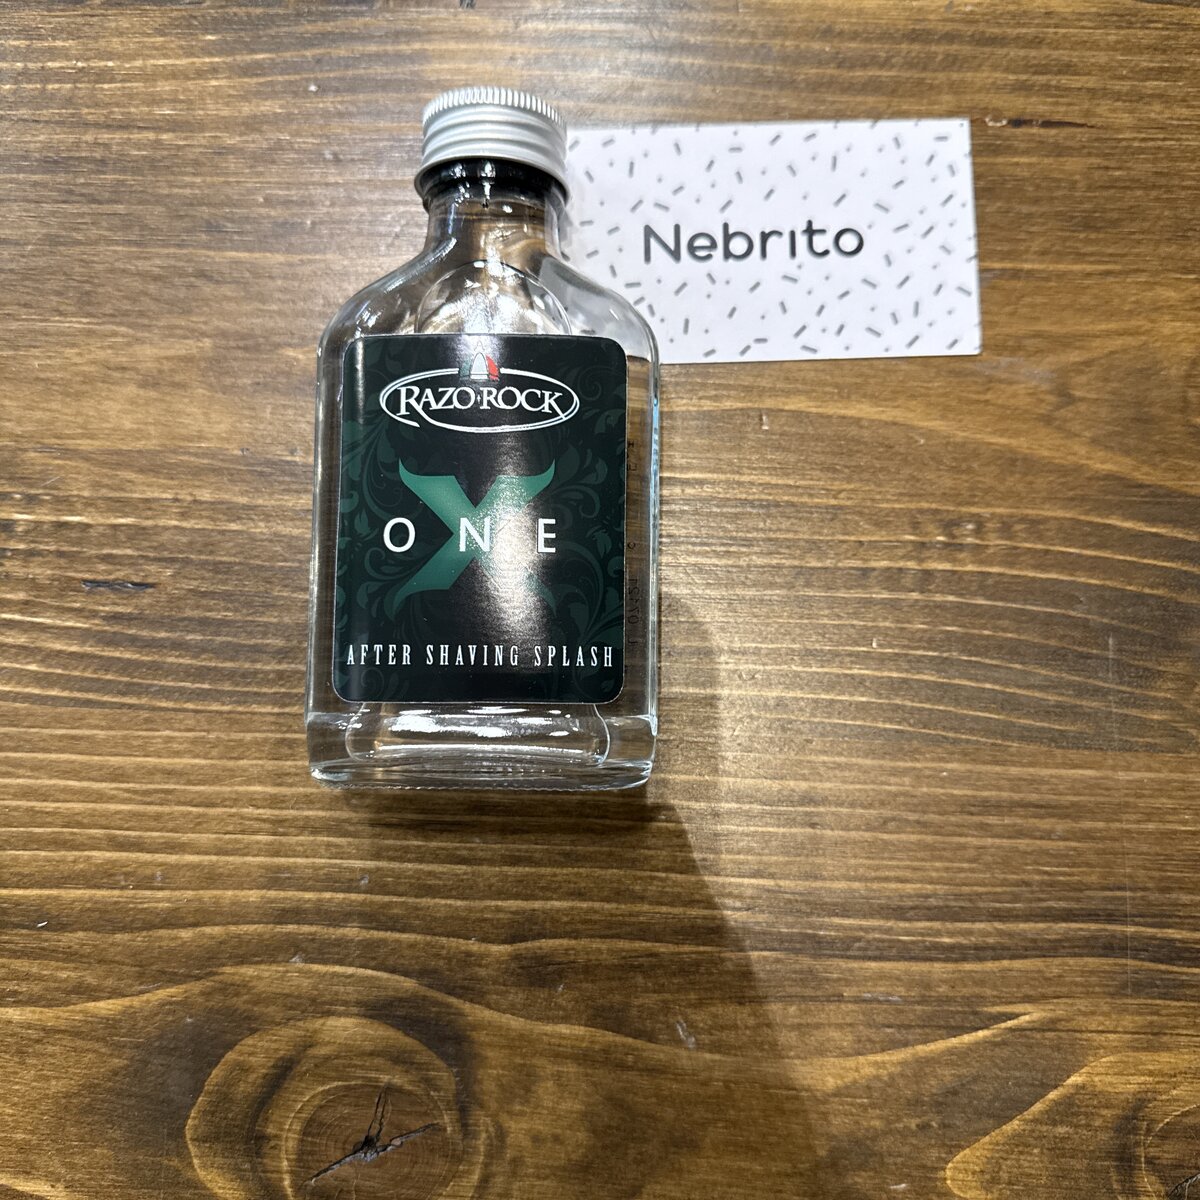 Nebrito
RAZOROCK
X
ONE
AFTER SHAVING SPLASH